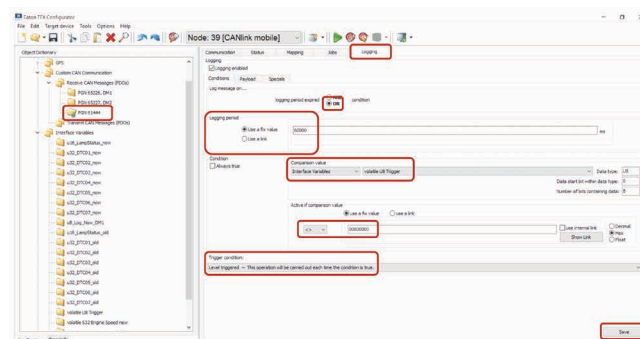 Eaton TFX Configurator
File Edit Target device Tools Options Help
Node: 39 [CANlink mobile]
Object Dictionary
GPS
Custom CAN Communication
Receive CAN Messages (PDOs)
PGN 65226, DM1
PGN 65227, DM2
PGN 61444
Transmit CAN Messages (PDOs)
Interface Variables
u16_LampStatus_new
u32_DTC01_new
u32_DTC02_new
u32_DTC03_new
u32_DTC04_new
u32_DTC05_new
u32_DTC06_new
u32_DTC07_new
u8_Log_New_DM1
u16_LampStatus_old
u32_DTC01_old
u32_DTC02_old
u32_DTC03_old
u32_DTC04_old
u32_DTC05_old
u32_DTC06_old
u32_DTC07_old
volatile U8 Trigger
volatile S32 Engine Speed new
Communication Status Mapping Jobs Logging
Logging
Logging enabled
Conditions Payload Specials
Log message on...
logging period expired OR condition
Logging period
Use a fix value 60000 ms
Use a link
Condition
Always true
Comparison value
Interface Variables volatile U8 Trigger Data type: U8
Data start bit within data type: 0
Number of bits containing data: 8
Active if comparison value
Use a fix value Use a link
<> 00000000 Use internal link Decimal
Show Link Hex
Float
Trigger condition:
Level triggered -- This operation will be carried out each time the condition is true.
Save